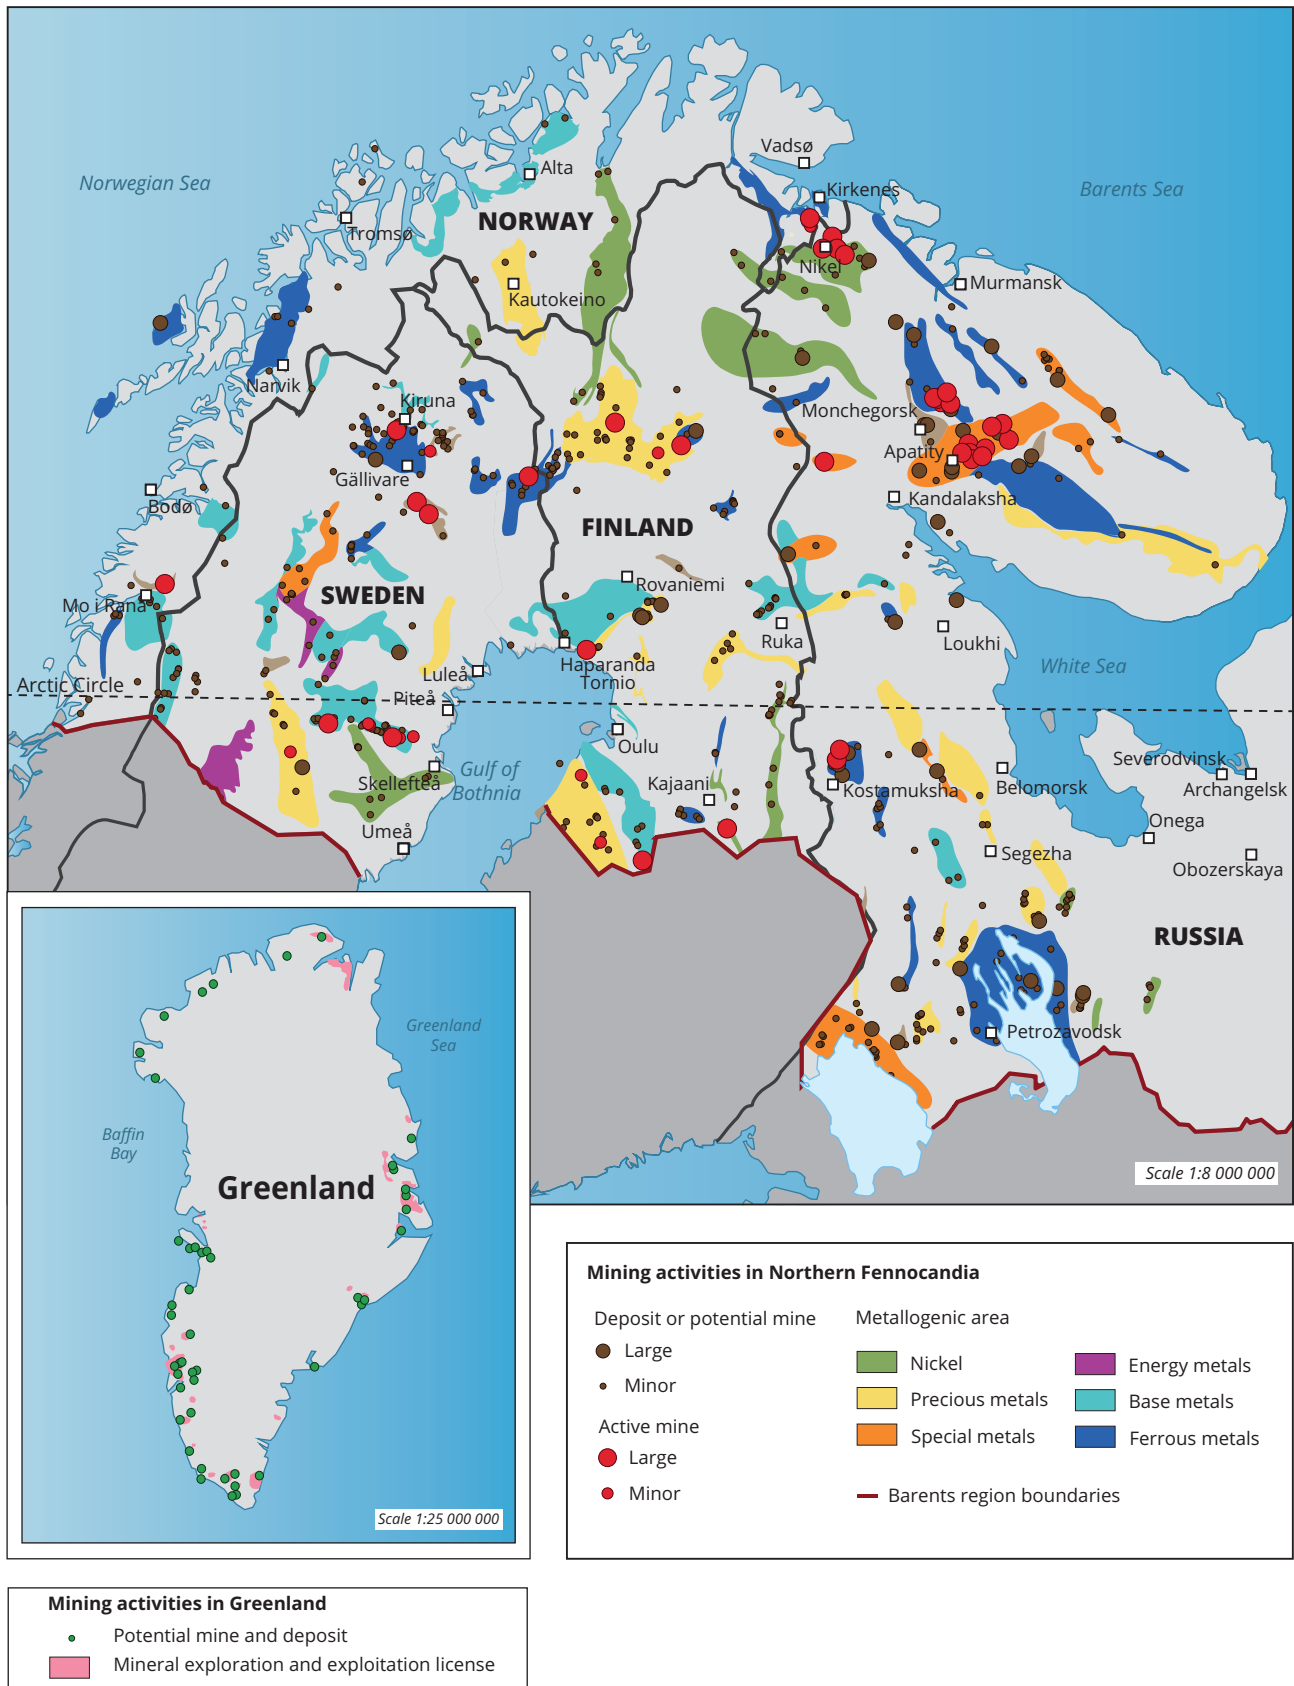 Vadsø
Alta
Kirkenes
Norwegian Sea
Barents Sea
NORWAY
Tromsø
Nikel
Murmansk
Kautokeino
Narvik
Kiruna
Monchegorsk
Apatity
Gällivare
Kandalaksha
Bodø
FINLAND
Rovaniemi
SWEDEN
Mo i Rana
Ruka
Loukhi
Haparanda
Tornio
White Sea
Luleå
Arctic Circle
Piteå
Oulu
Severodvinsk
Gulf of
Bothnia
Skellefteå
Kajaani
Kostamuksha
Belomorsk
Archangelsk
Onega
Umeå
Segezha
Obozerskaya
RUSSIA
Petrozavodsk
Greenland
Sea
Baffin
Bay
Greenland
Scale 1:8 000 000
Scale 1:25 000 000
Mining activities in Northern Fennocandia
Deposit or potential mine
Large
Minor
Active mine
Large
Minor
Metallogenic area
Nickel
Precious metals
Special metals
Energy metals
Base metals
Ferrous metals
Barents region boundaries
Mining activities in Greenland
Potential mine and deposit
Mineral exploration and exploitation license